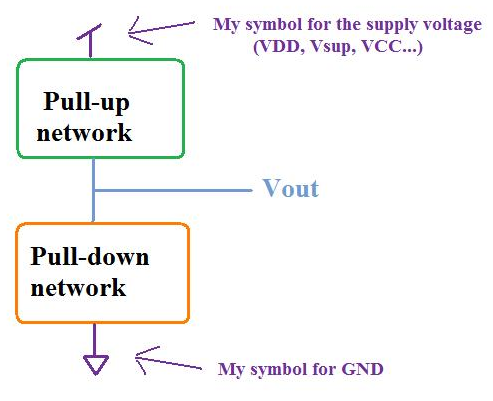 My symbol for the supply voltage
(VDD, Vsup, VCC...)
Pull-up
network
Vout
Pull-down
network
My symbol for GND